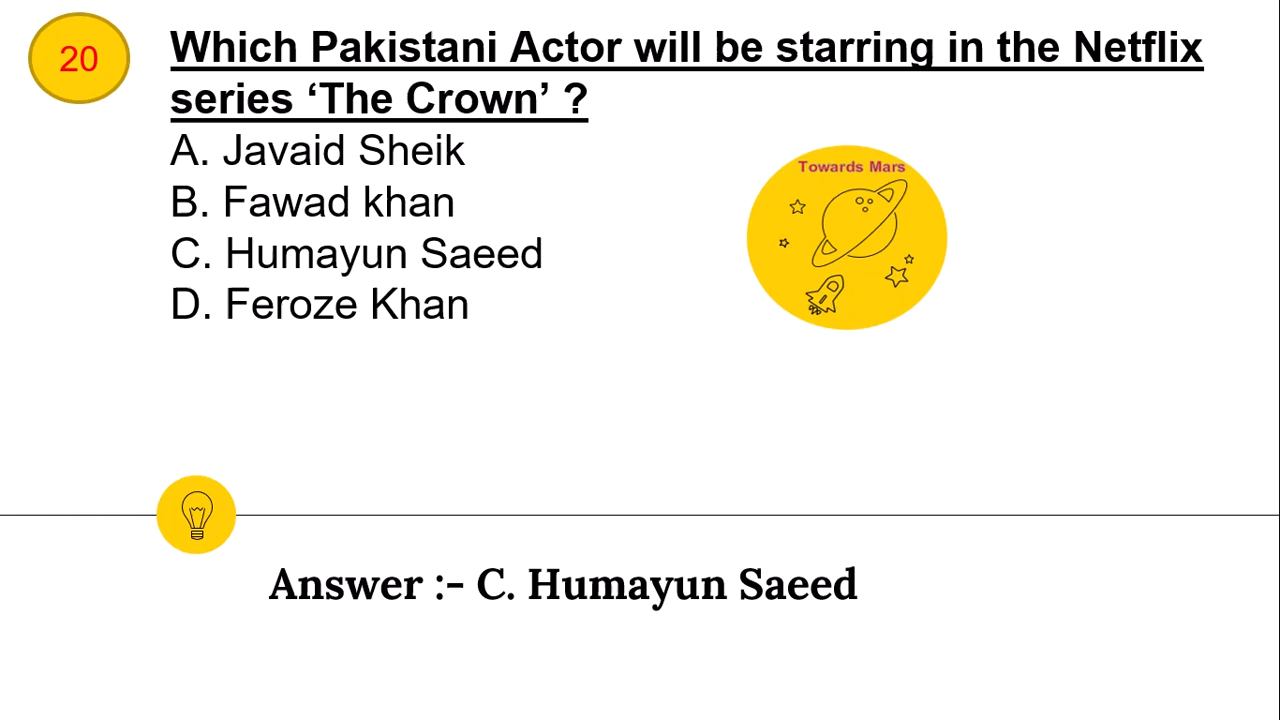 20
Which Pakistani Actor will be starring in the Netflix
series ‘The Crown’ ?
A. Javaid Sheik
B. Fawad khan
C. Humayun Saeed
D. Feroze Khan
Towards Mars
Answer :- C. Humayun Saeed